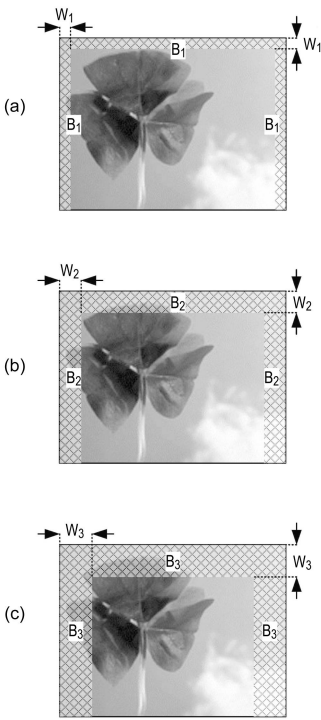 W1
B1 W1
(a)
B1 B1
W2
B2 W2
(b)
B2 B2
W3
B3 W3
(c)
B3 B3